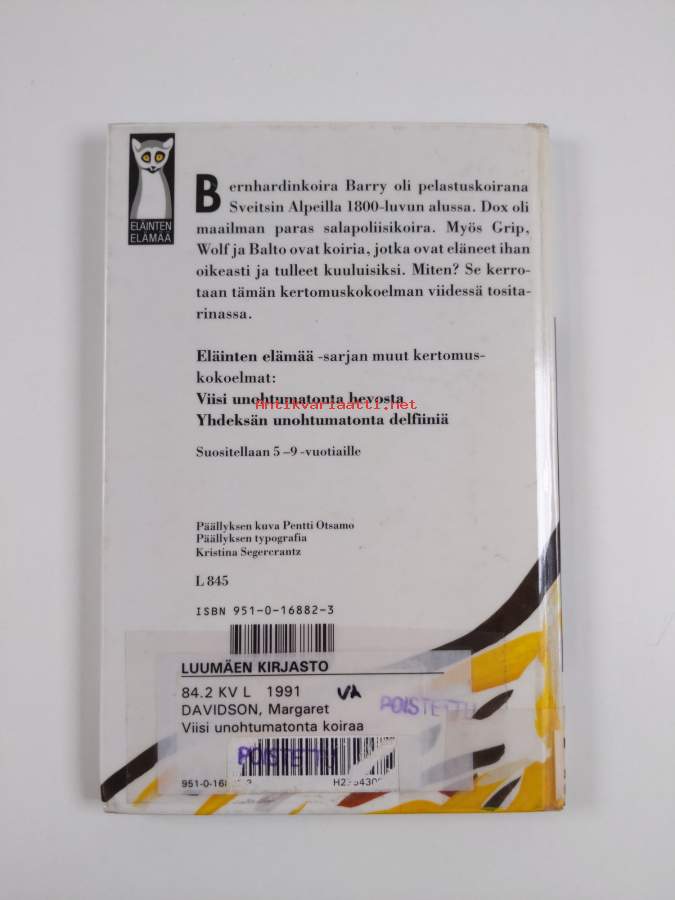 ELÄINTEN
ELÄMÄÄ
Bernhardinkoira Barry oli pelastuskoirana
Sveitsin Alpeilla 1800-luvun alussa. Dox oli
maailman paras salapoliisikoira. Myös Grip,
Wolf ja Balto ovat koiria, jotka ovat eläneet ihan
oikeasti ja tulleet kuuluisiksi. Miten? Se kerro-
taan tämän kertomuskokoelman viidessä tosita-
rinassa.
Eläinten elämää -sarjan muut kertomus-
kokoelmat:
Viisi unohtumatonta hevosta
Antikvariaatti.net
Yhdeksän unohtumatonta delfiiniä
Suositellaan 5–9-vuotiaille
Päällyksen kuva Pentti Otsamo
Päällyksen typografia
Kristina Segercrantz
L 845
ISBN 951-0-16882-3
LUUMÄEN KIRJASTO
84.2 KV L 1991 VA
DAVIDSON, Margaret POISTETTU
Viisi unohtumatonta koiraa
POISTETTU